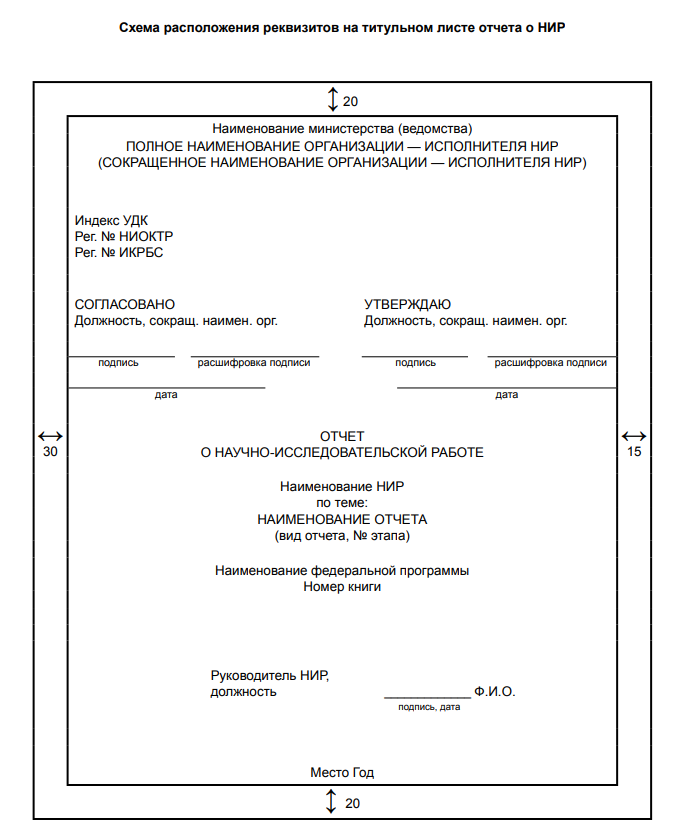 Схема расположения реквизитов на титульном листе отчета о НИР
20
Наименование министерства (ведомства)
ПОЛНОЕ НАИМЕНОВАНИЕ ОРГАНИЗАЦИИ — ИСПОЛНИТЕЛЯ НИР
(СОКРАЩЕННОЕ НАИМЕНОВАНИЕ ОРГАНИЗАЦИИ — ИСПОЛНИТЕЛЯ НИР)
Индекс УДК
Рег. № НИОКТР
Рег. № ИКРБС
СОГЛАСОВАНО УТВЕРЖДАЮ
Должность, сокращ. наимен. орг. Должность, сокращ. наимен. орг.
подпись расшифровка подписи подпись расшифровка подписи
дата дата
ОТЧЕТ
30 О НАУЧНО-ИССЛЕДОВАТЕЛЬСКОЙ РАБОТЕ 15
Наименование НИР
по теме:
НАИМЕНОВАНИЕ ОТЧЕТА
(вид отчета, № этапа)
Наименование федеральной программы
Номер книги
Руководитель НИР,
должность ____________ Ф.И.О.
подпись, дата
Место Год
20